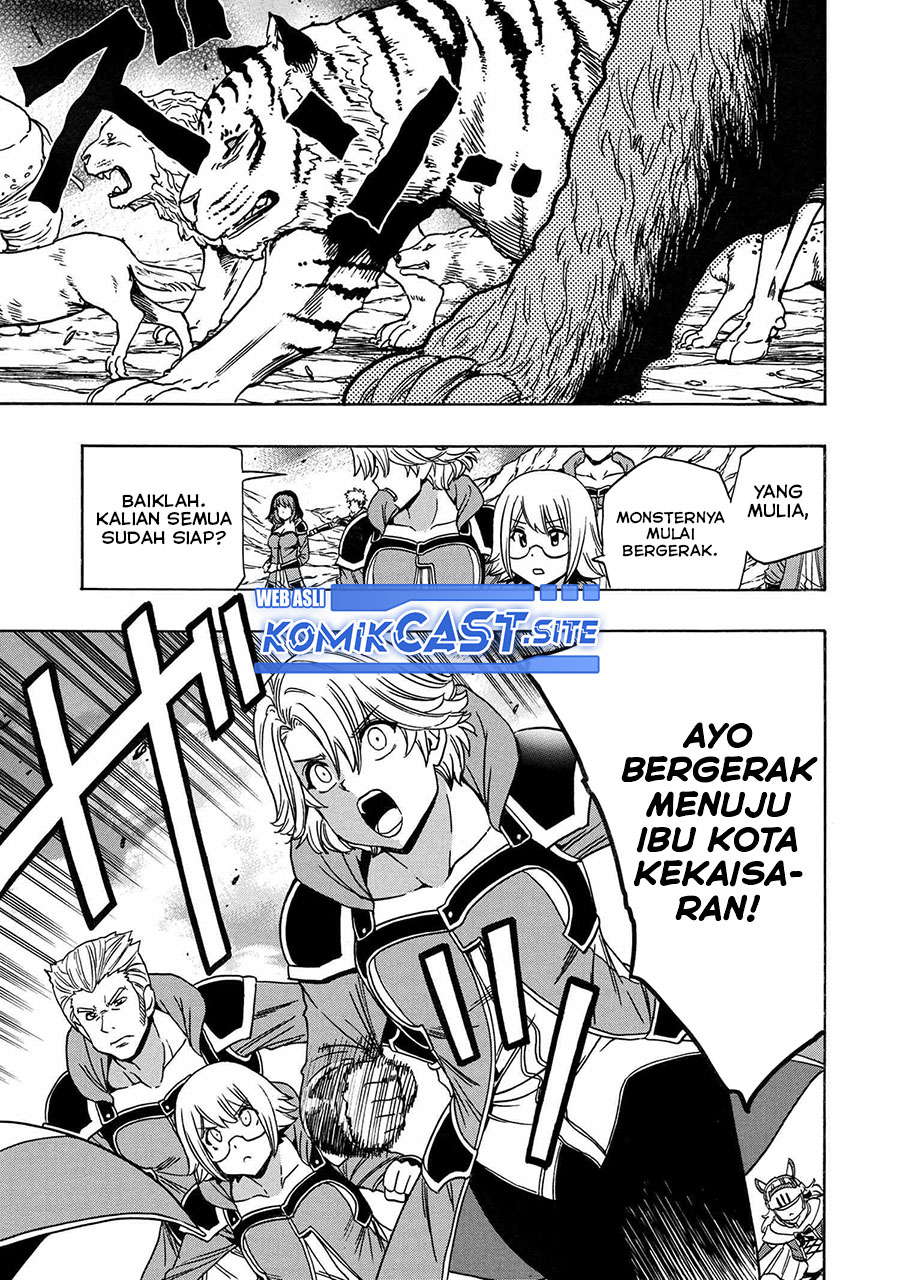 ズン‥
YANG
MULIA,
MONSTERNYA
MULAI
BERGERAK.
BAIKLAH.
KALIAN SEMUA
SUDAH SIAP?
WEB ASLI
KOMIKCAST.SITE
AYO
BERGERAK
MENUJU
IBU KOTA
KEKAISA-
RAN!
ザッ